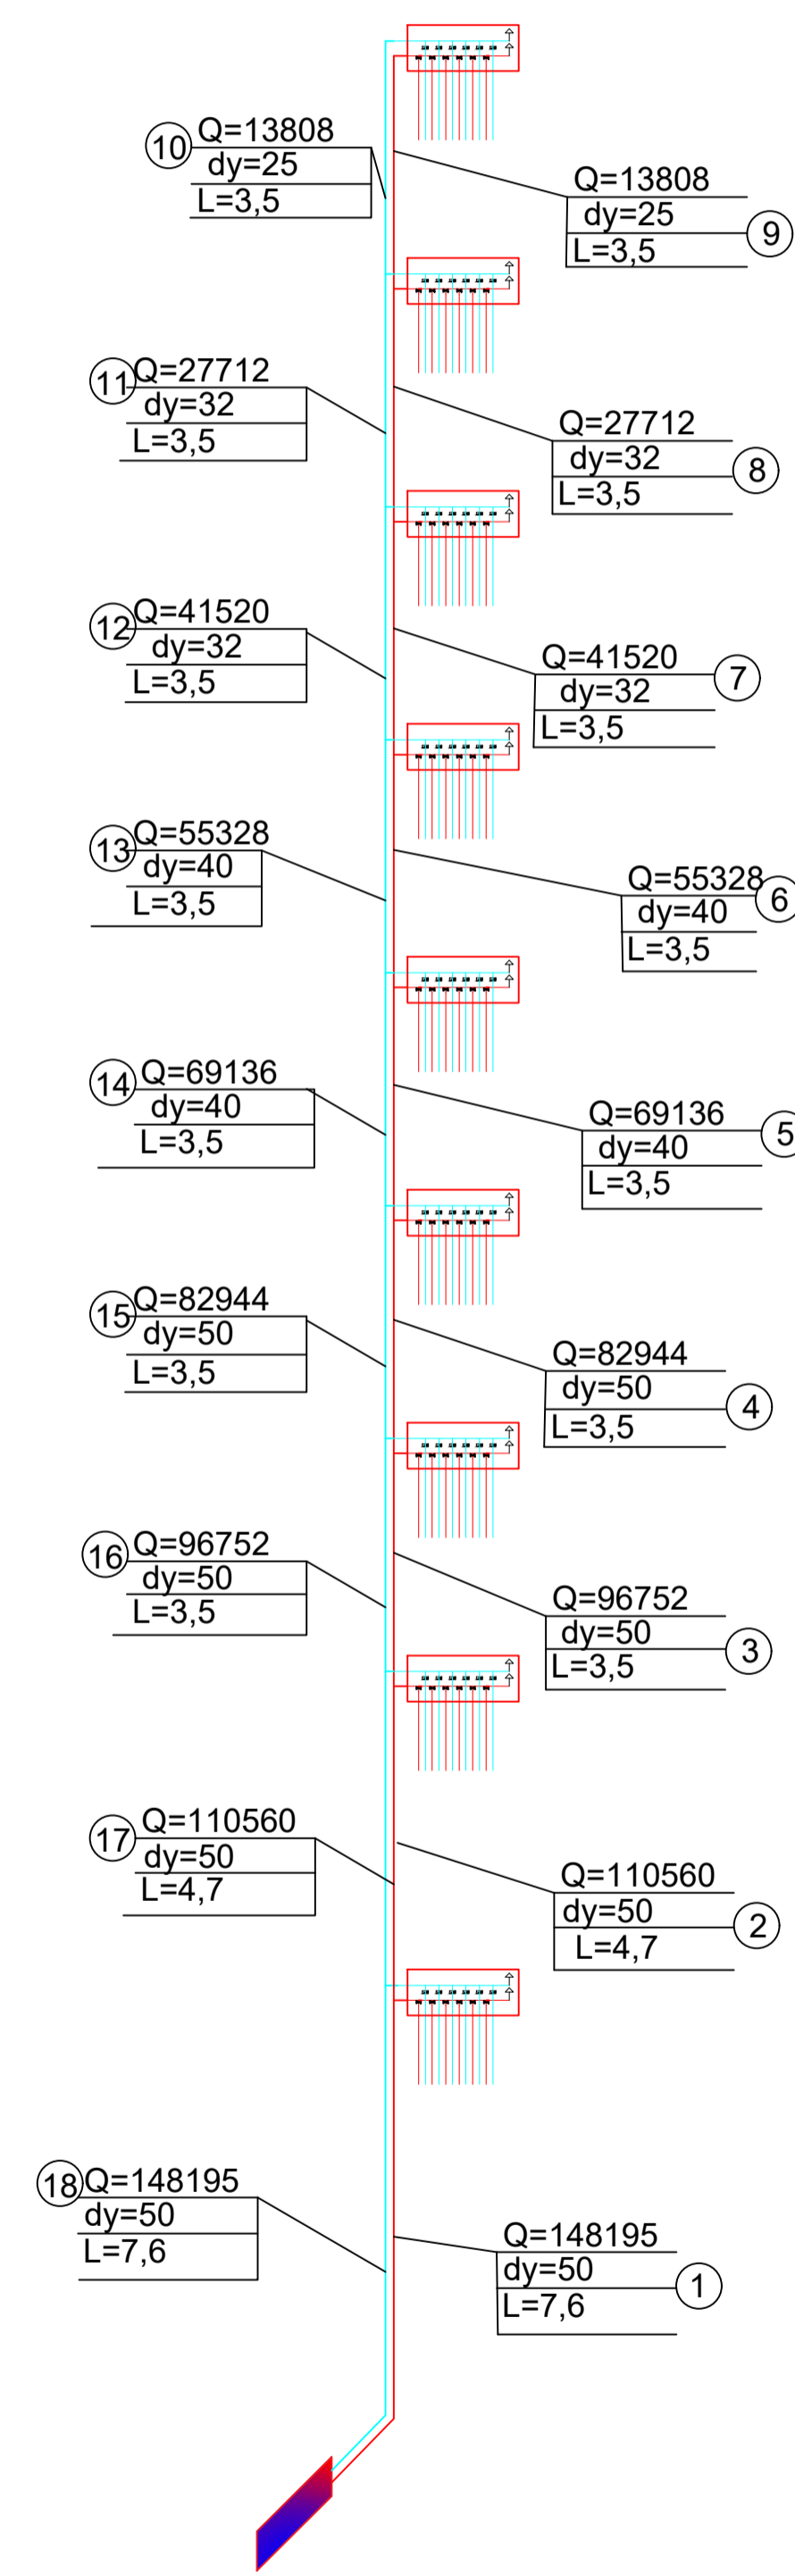 10
Q=13808
dy=25
L=3,5
Q=13808
dy=25
L=3,5
9
11
Q=27712
dy=32
L=3,5
Q=27712
dy=32
L=3,5
8
12
Q=41520
dy=32
L=3,5
Q=41520
dy=32
L=3,5
7
13
Q=55328
dy=40
L=3,5
Q=55328
dy=40
L=3,5
6
14
Q=69136
dy=40
L=3,5
Q=69136
dy=40
L=3,5
5
15
Q=82944
dy=50
L=3,5
Q=82944
dy=50
L=3,5
4
16
Q=96752
dy=50
L=3,5
Q=96752
dy=50
L=3,5
3
17
Q=110560
dy=50
L=4,7
Q=110560
dy=50
L=4,7
2
18
Q=148195
dy=50
L=7,6
Q=148195
dy=50
L=7,6
1